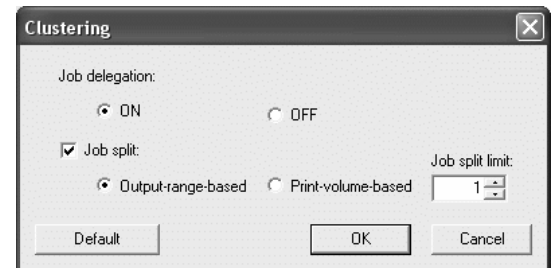 Clustering
Job delegation:
ON OFF
Job split:
Job split limit:
Output-range-based Print-volume-based 1
Default OK Cancel